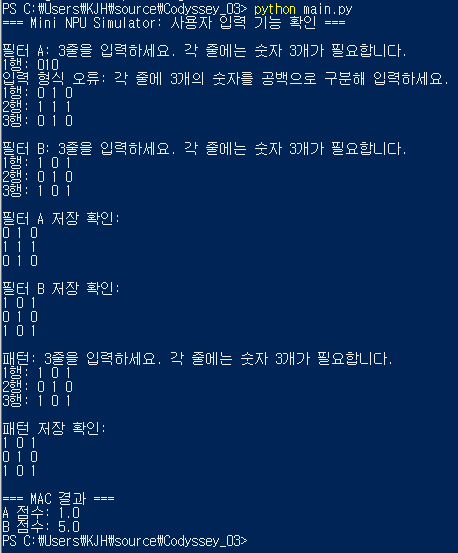 PS C:\Users\KJH\source\Codyssey_03> python main.py
=== Mini NPU Simulator: 사용자 입력 기능 확인 ===

필터 A: 3줄을 입력하세요. 각 줄에는 숫자 3개가 필요합니다.
1행: 010
입력 형식 오류: 각 줄에 3개의 숫자를 공백으로 구분해 입력하세요.
1행: 0 1 0
2행: 1 1 1
3행: 0 1 0

필터 B: 3줄을 입력하세요. 각 줄에는 숫자 3개가 필요합니다.
1행: 1 0 1
2행: 0 1 0
3행: 1 0 1

필터 A 저장 확인:
0 1 0
1 1 1
0 1 0

필터 B 저장 확인:
1 0 1
0 1 0
1 0 1

패턴: 3줄을 입력하세요. 각 줄에는 숫자 3개가 필요합니다.
1행: 1 0 1
2행: 0 1 0
3행: 1 0 1

패턴 저장 확인:
1 0 1
0 1 0
1 0 1

=== MAC 결과 ===
A 점수: 1.0
B 점수: 5.0
PS C:\Users\KJH\source\Codyssey_03>